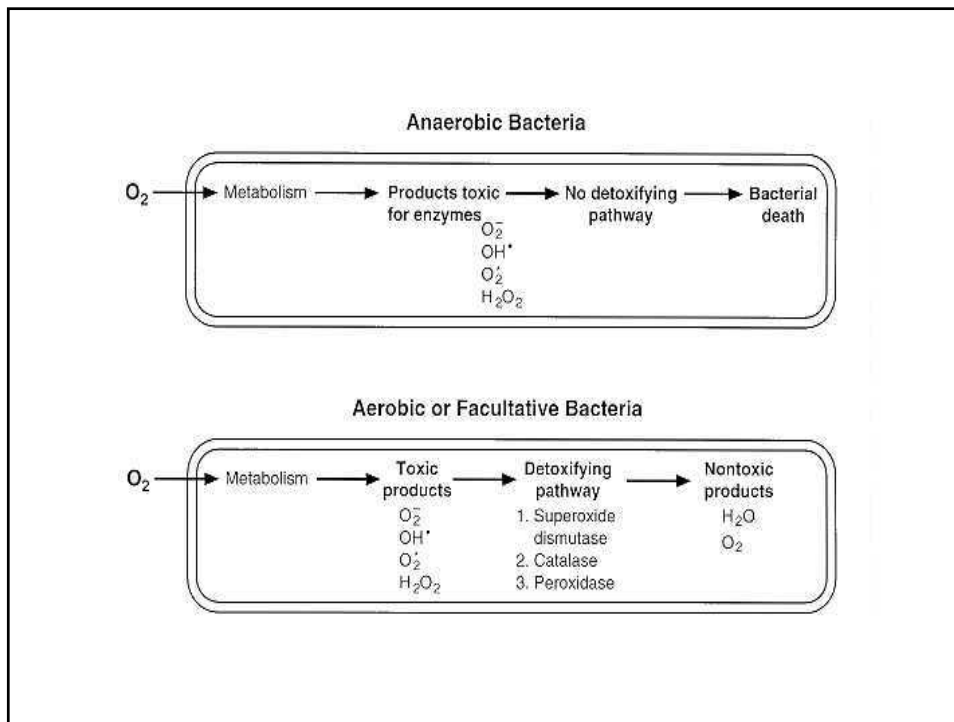 Anaerobic Bacteria
O₂ Metabolism Products toxic No detoxifying Bacterial
for enzymes pathway death
O₂⁻
OH•
O₂•
H₂O₂
Aerobic or Facultative Bacteria
O₂ Metabolism Toxic Detoxifying Nontoxic
products pathway products
O₂⁻ 1. Superoxide H₂O
OH• dismutase O₂
O₂• 2. Catalase
H₂O₂ 3. Peroxidase